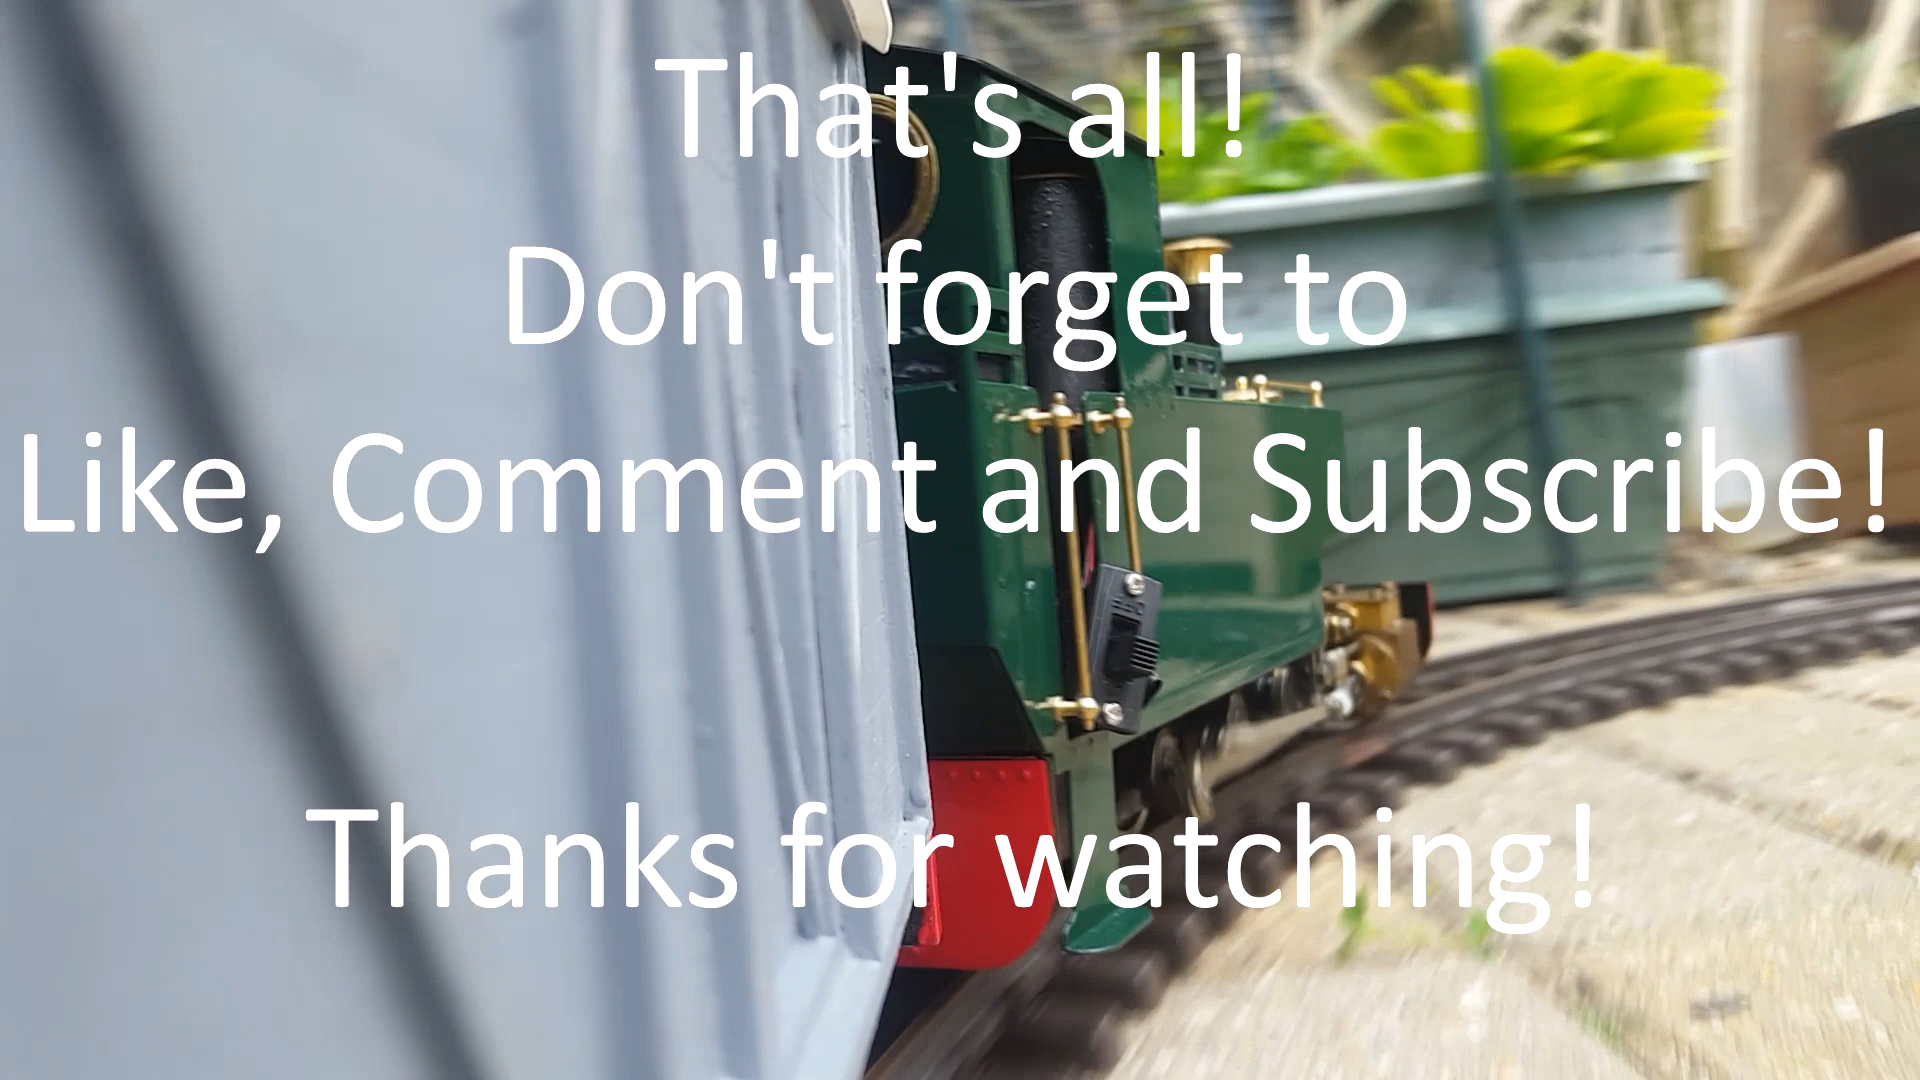 That's all!
Don't forget to
Like, Comment and Subscribe!
Thanks for watching!